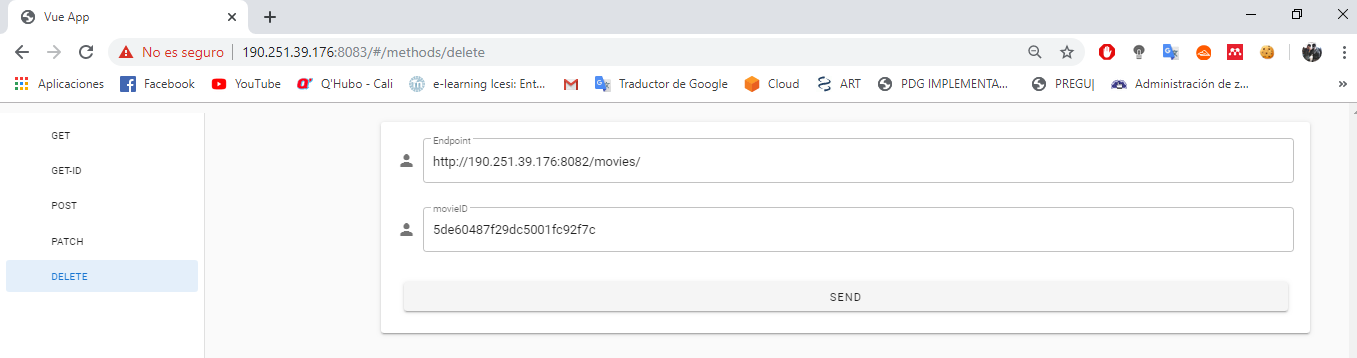 Vue App
No es seguro | 190.251.39.176:8083/#/methods/delete
Aplicaciones Facebook YouTube Q'Hubo - Cali e-learning Icesi: Ent... Traductor de Google Cloud ART PDG IMPLEMENTA... PREGU| Administración de z... »
GET
GET-ID
POST
PATCH
DELETE
Endpoint
http://190.251.39.176:8082/movies/
movieID
5de60487f29dc5001fc92f7c
SEND